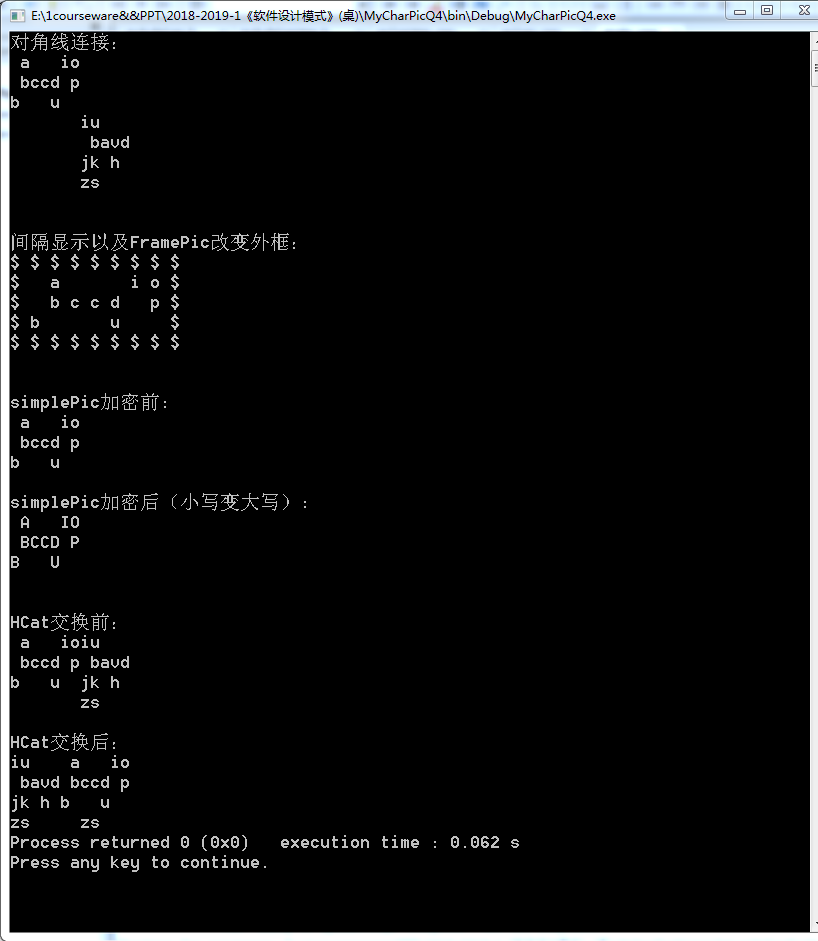 E:\1courseware&&PPT\2018-2019-1《软件设计模式》(桌)\MyCharPicQ4\bin\Debug\MyCharPicQ4.exe
对角线连接：
 a   io
 bccd p
b   u
       iu
        bavd
       jk h
       zs
间隔显示以及FramePic改变外框：
$ $ $ $ $ $ $ $ $
$   a       i o $
$   b c c d   p $
$ b       u     $
$ $ $ $ $ $ $ $ $
simplePic加密前：
 a   io
 bccd p
b   u
simplePic加密后（小写变大写）：
 A   IO
 BCCD P
B   U
HCat交换前：
 a   ioiu
 bccd p bavd
b   u  jk h
       zs
HCat交换后：
iu    a   io
 bavd bccd p
jk h b   u
zs     zs
Process returned 0 (0x0)   execution time : 0.062 s
Press any key to continue.